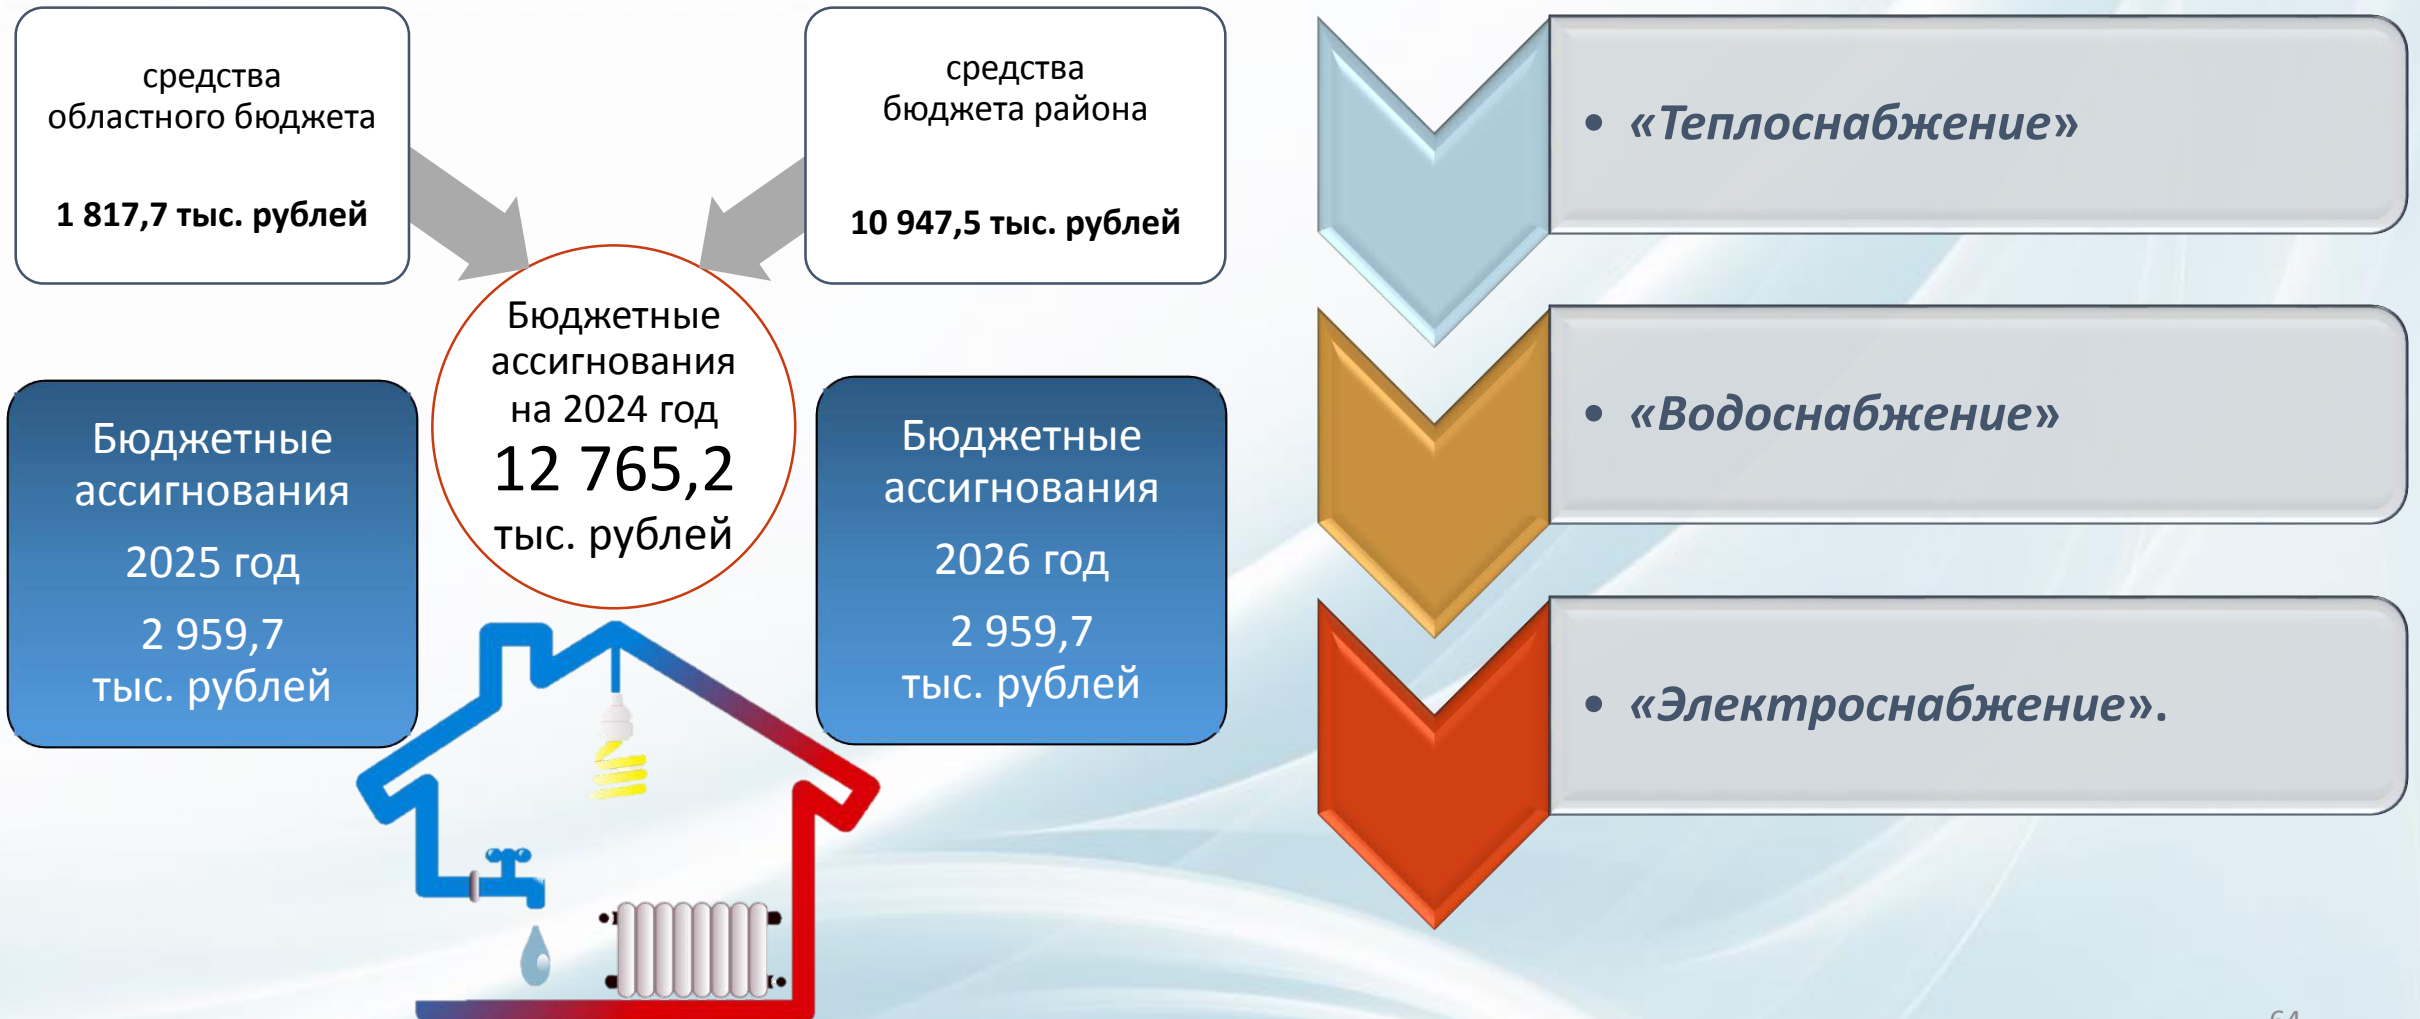 средства
областного бюджета
1 817,7 тыс. рублей
средства
бюджета района
10 947,5 тыс. рублей
Бюджетные
ассигнования
на 2024 год
12 765,2
тыс. рублей
Бюджетные
ассигнования
2025 год
2 959,7
тыс. рублей
Бюджетные
ассигнования
2026 год
2 959,7
тыс. рублей
• «Теплоснабжение»
• «Водоснабжение»
• «Электроснабжение».
64